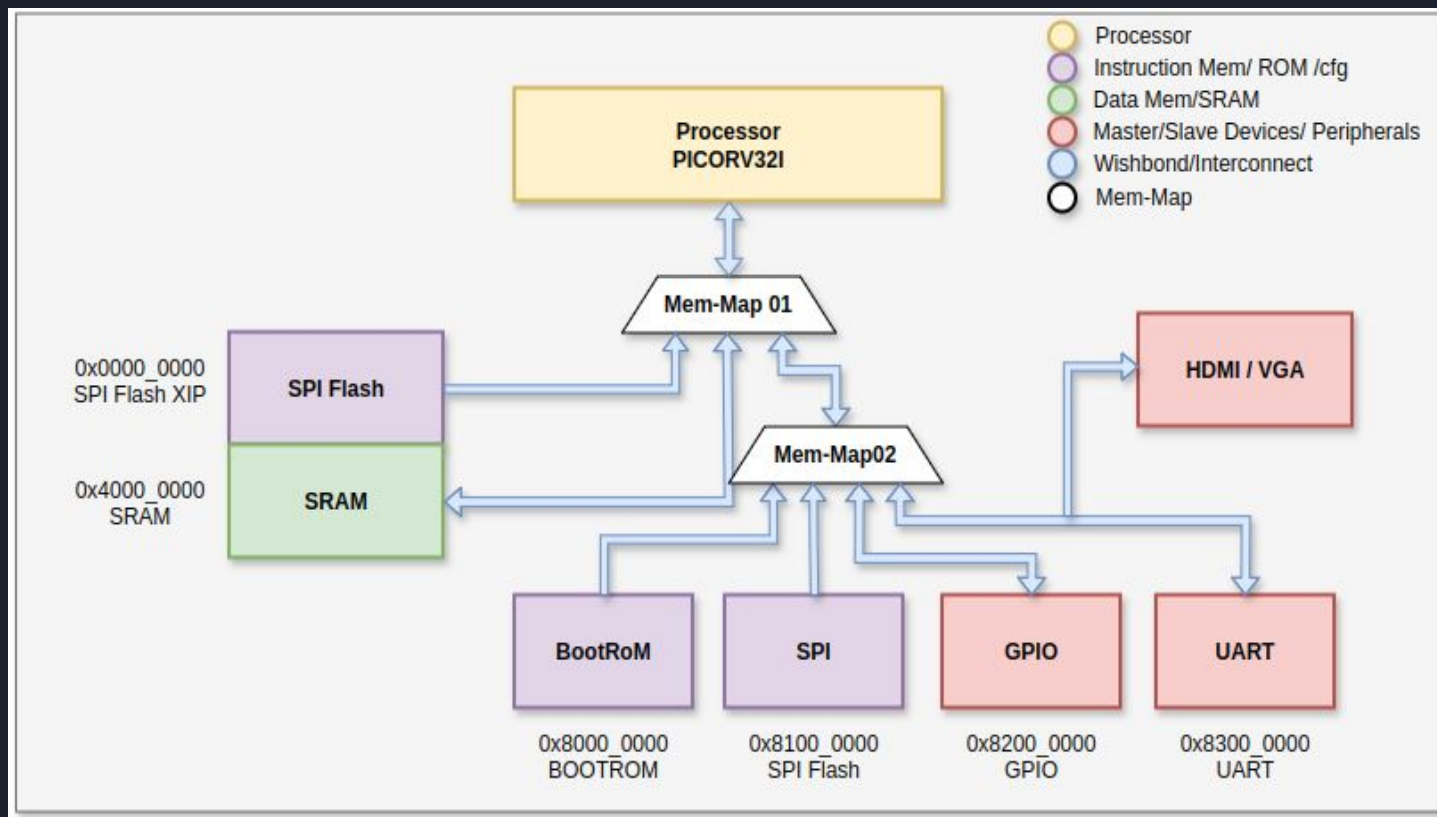 Processor
Instruction Mem/ ROM /cfg
Data Mem/SRAM
Master/Slave Devices/ Peripherals
Wishbond/Interconnect
Mem-Map
Processor
PICORV32I
Mem-Map 01
HDMI / VGA
0x0000_0000
SPI Flash XIP
SPI Flash
Mem-Map02
0x4000_0000
SRAM
SRAM
BootRoM
SPI
GPIO
UART
0x8000_0000
BOOTROM
0x8100_0000
SPI Flash
0x8200_0000
GPIO
0x8300_0000
UART